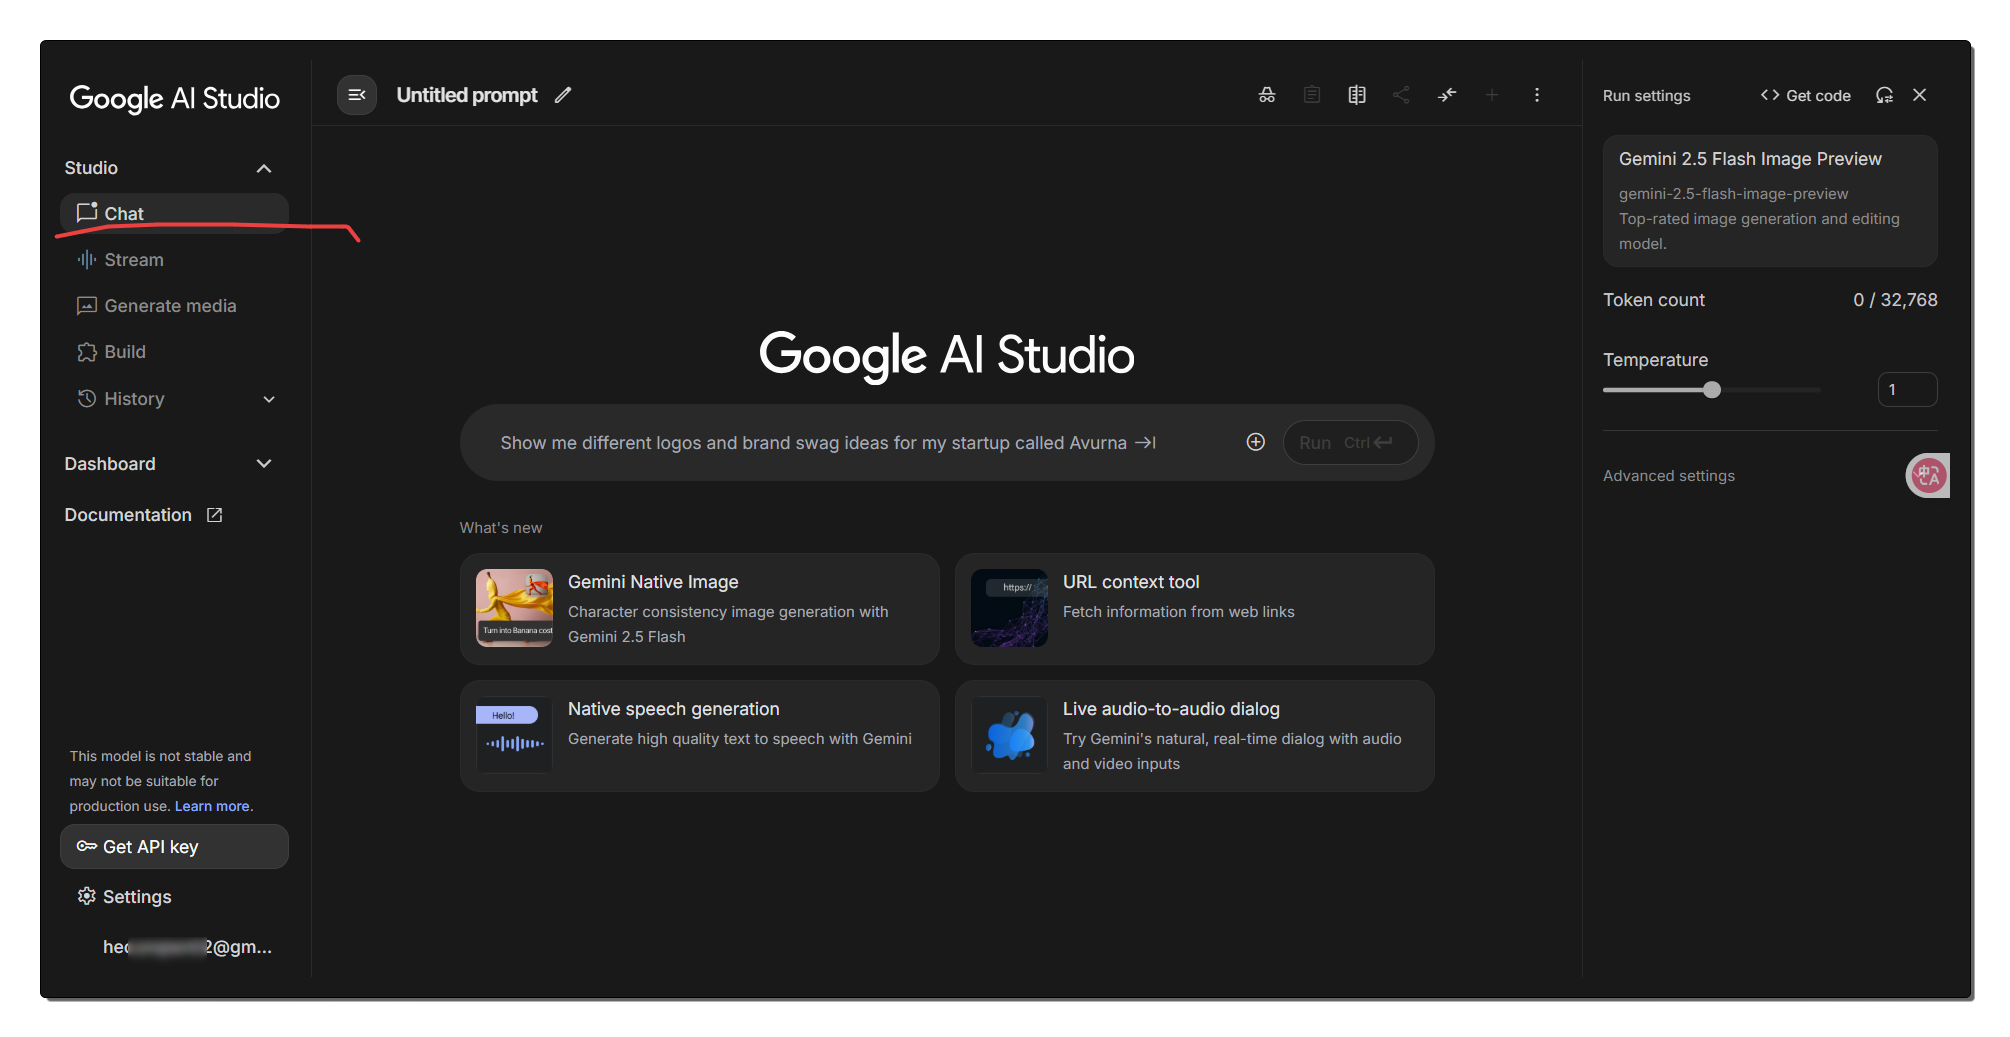 Google AI Studio
Studio
Chat
Stream
Generate media
Build
History
Dashboard
Documentation
This model is not stable and
may not be suitable for
production use. Learn more.
Get API key
Settings
2@gm...
Untitled prompt
Google AI Studio
Show me different logos and brand swag ideas for my startup called Avurna
Run Ctrl
What's new
Turn into Banana cost
Gemini Native Image
Character consistency image generation with
Gemini 2.5 Flash
https://
URL context tool
Fetch information from web links
Hello!
Native speech generation
Generate high quality text to speech with Gemini
Live audio-to-audio dialog
Try Gemini's natural, real-time dialog with audio
and video inputs
Run settings
Get code
Gemini 2.5 Flash Image Preview
gemini-2.5-flash-image-preview
Top-rated image generation and editing
model.
Token count 0 / 32,768
Temperature
1
Advanced settings
中 A